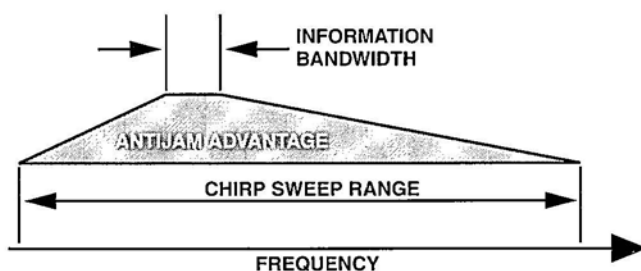 INFORMATION
BANDWIDTH
ANTIJAM ADVANTAGE
CHIRP SWEEP RANGE
FREQUENCY